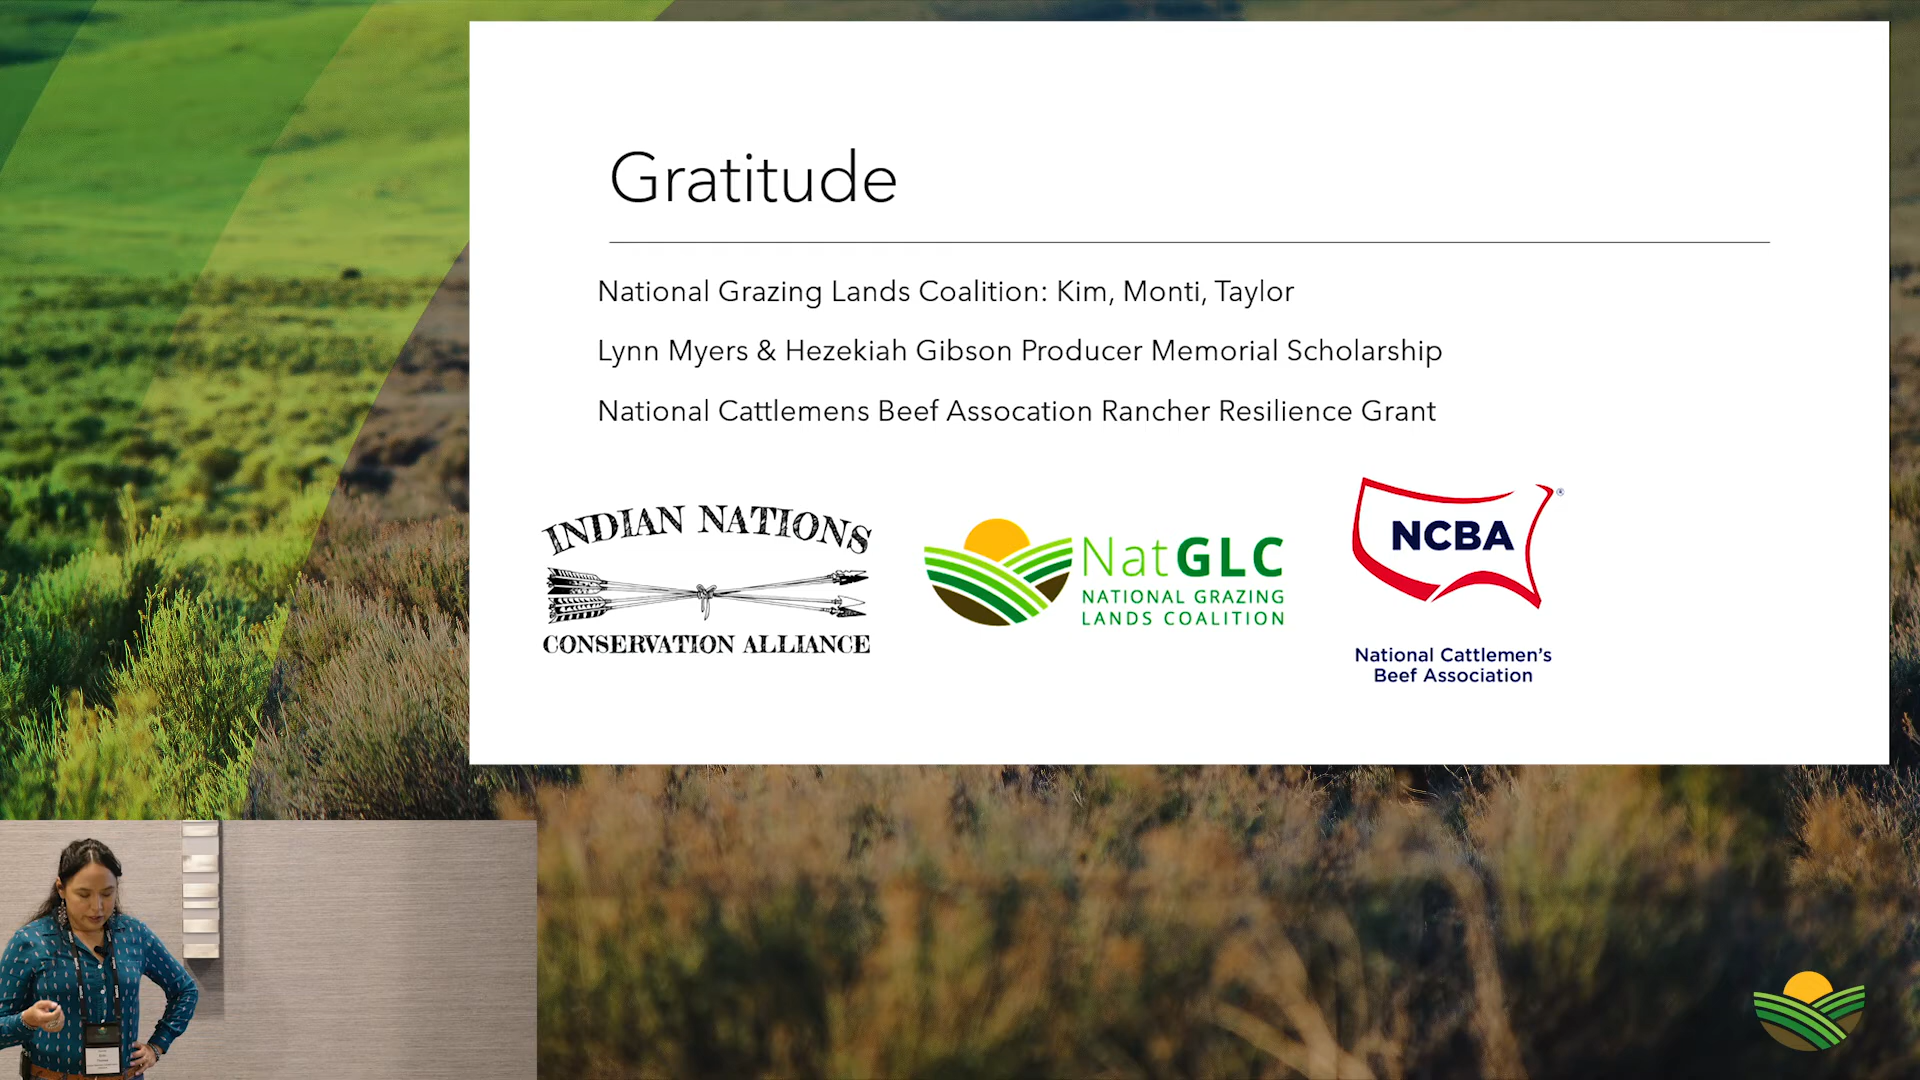 Gratitude
National Grazing Lands Coalition: Kim, Monti, Taylor
Lynn Myers & Hezekiah Gibson Producer Memorial Scholarship
National Cattlemens Beef Assocation Rancher Resilience Grant
INDIAN NATIONS
CONSERVATION ALLIANCE
NatGLC
NATIONAL GRAZING
LANDS COALITION
NCBA
®
National Cattlemen's
Beef Association